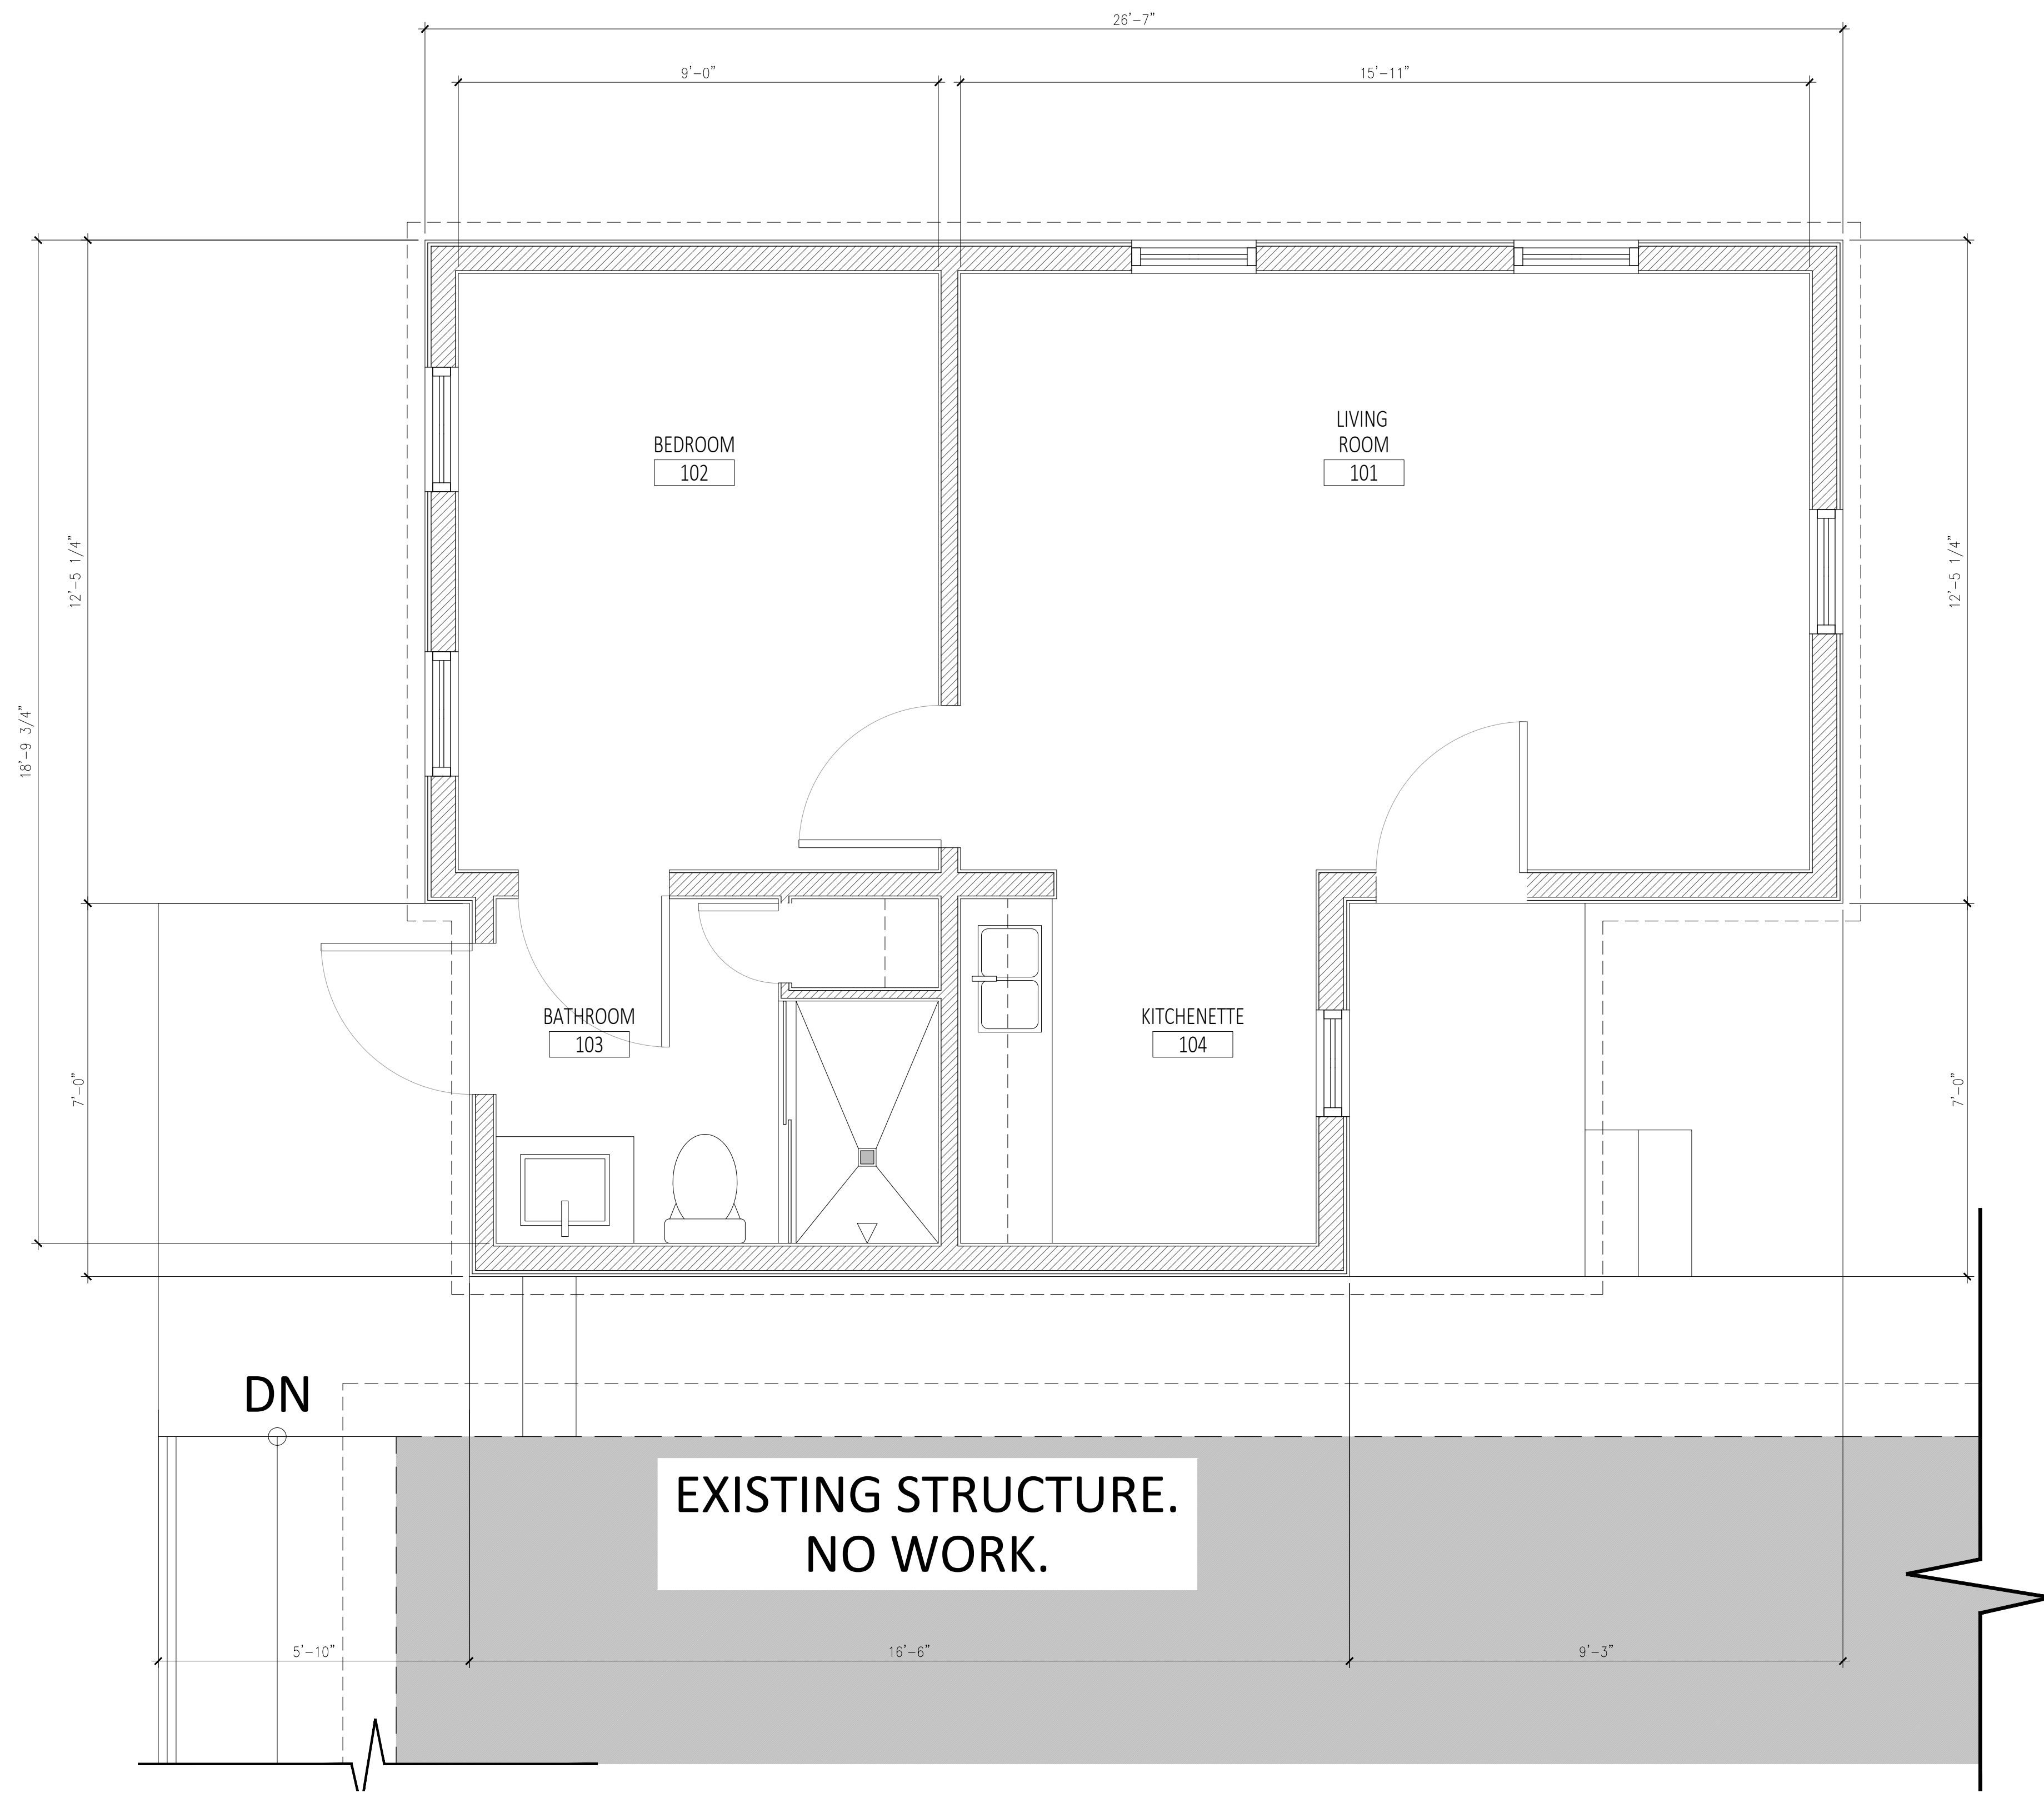 26'-7"
9'-0"
15'-11"
LIVING
ROOM
101
BEDROOM
102
12'-5 1/4"
12'-5 1/4"
18'-9 3/4"
BATHROOM
103
KITCHENETTE
104
7'-0"
7'-0"
DN
EXISTING STRUCTURE.
NO WORK.
5'-10"
16'-6"
9'-3"